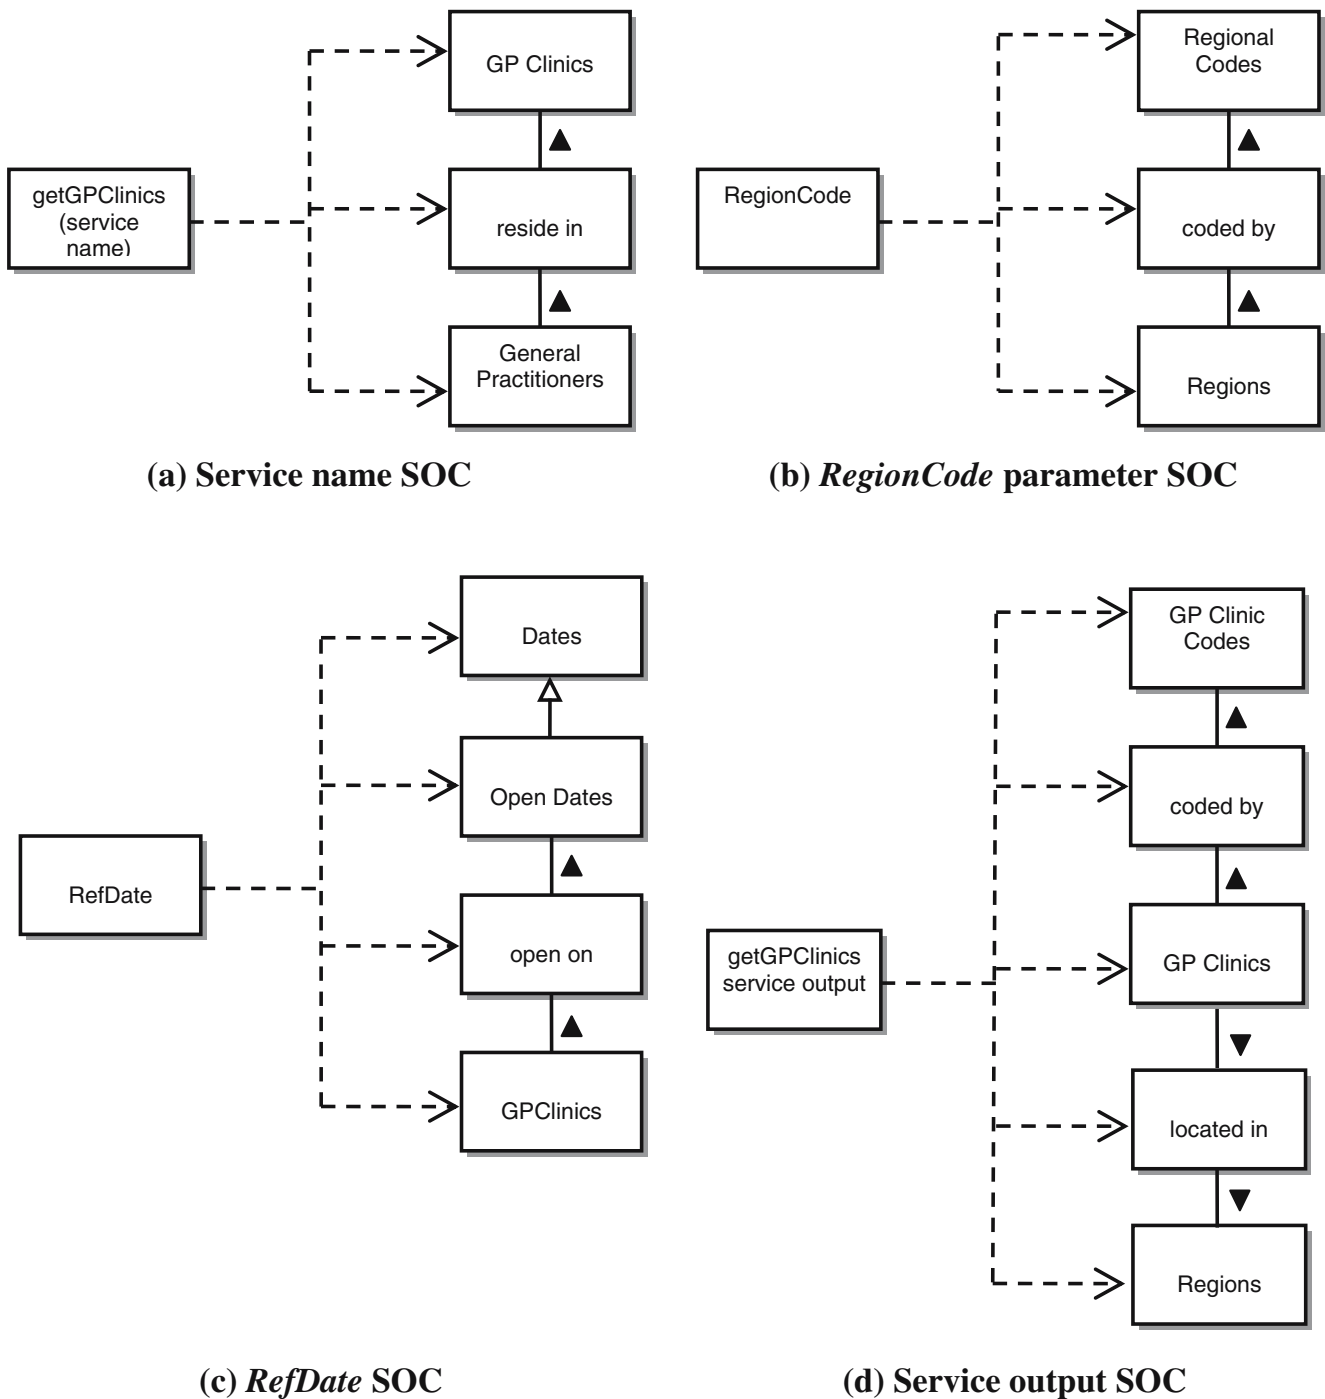 GP Clinics
getGPClinics
(service
name)
reside in
General
Practitioners
(a) Service name SOC
Regional
Codes
RegionCode
coded by
Regions
(b) RegionCode parameter SOC
Dates
Open Dates
RefDate
open on
GPClinics
(c) RefDate SOC
GP Clinic
Codes
coded by
getGPClinics
service output
GP Clinics
located in
Regions
(d) Service output SOC